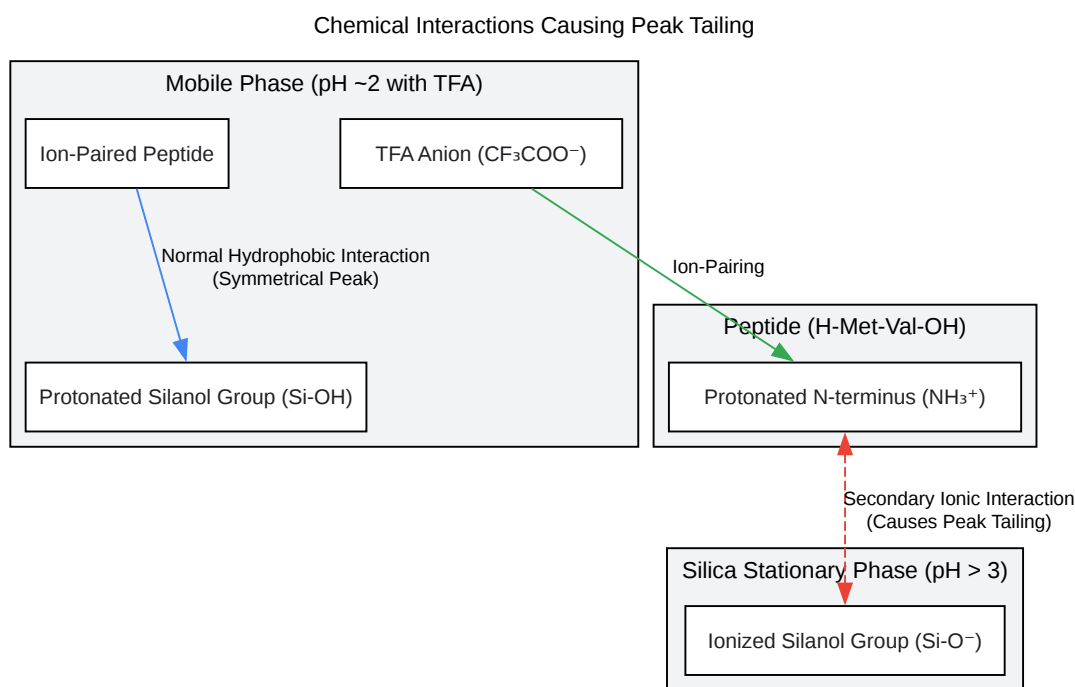 Chemical Interactions Causing Peak Tailing
Mobile Phase (pH ~2 with TFA)
Ion-Paired Peptide
TFA Anion (CF₃COO⁻)
Normal Hydrophobic Interaction
(Symmetrical Peak)
Ion-Pairing
Peptide (H-Met-Val-OH)
Protonated Silanol Group (Si-OH)
Protonated N-terminus (NH₃⁺)
Secondary Ionic Interaction
(Causes Peak Tailing)
Silica Stationary Phase (pH > 3)
Ionized Silanol Group (Si-O⁻)